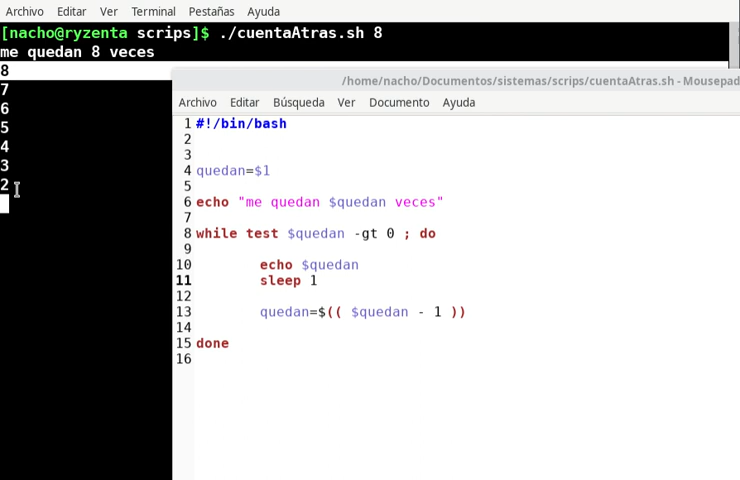 Archivo Editar Ver Terminal Pestañas Ayuda
[nacho@ryzenta scrips]$ ./cuentaAtras.sh 8
me quedan 8 veces
8
7
6
5
4
3
2
/home/nacho/Documentos/sistemas/scrips/cuentaAtras.sh - Mousepad
Archivo Editar Búsqueda Ver Documento Ayuda
1 #!/bin/bash
2
3
4 quedan=$1
5
6 echo "me quedan $quedan veces"
7
8 while test $quedan -gt 0 ; do
9
10 echo $quedan
11 sleep 1
12
13 quedan=$(( $quedan - 1 ))
14
15 done
16